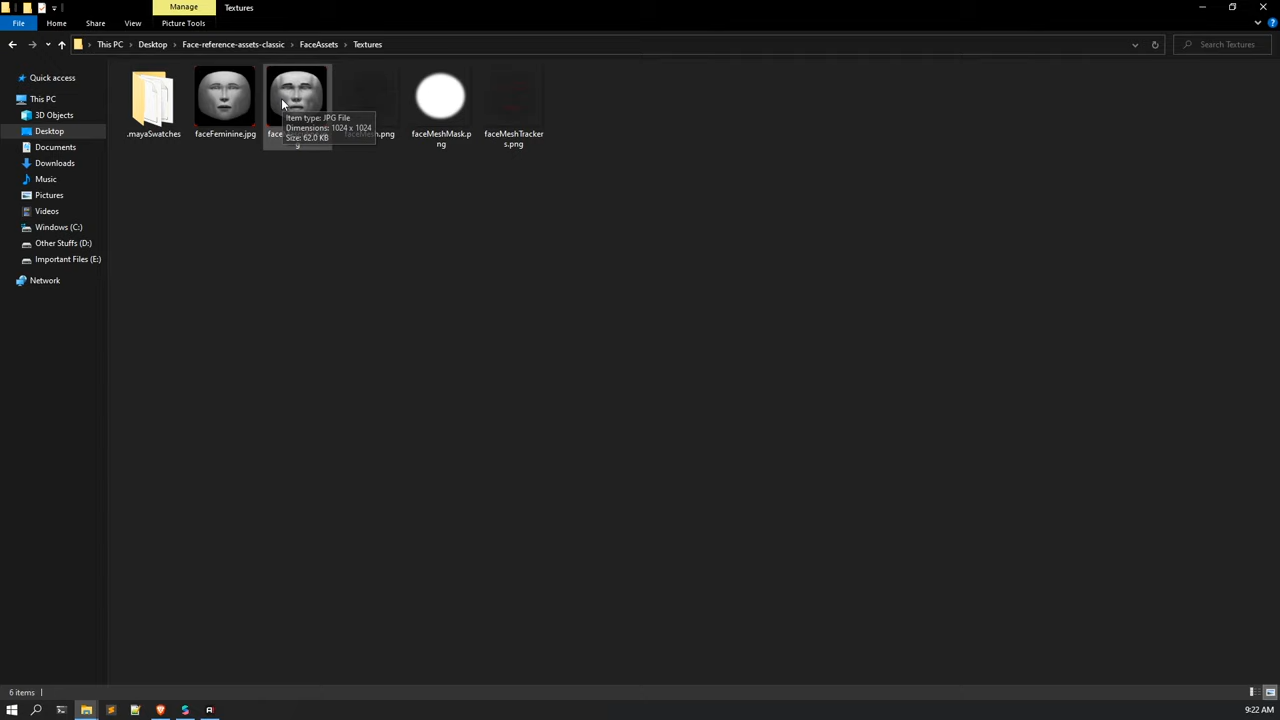 Manage
Textures
File
Home
Share
View
Picture Tools
This PC
Desktop
Face-reference-assets-classic
FaceAssets
Textures
Search Textures
Quick access
This PC
3D Objects
Desktop
Documents
Downloads
Music
Pictures
Videos
Windows (C:)
Other Stuffs (D:)
Important Files (E:)
Network
.mayaSwatches
faceFeminine.jpg
Item type: JPG File
Dimensions: 1024 x 1024
Size: 62.0 KB
faceMeshMask.p
ng
faceMeshTracker
s.png
6 items
9:22 AM